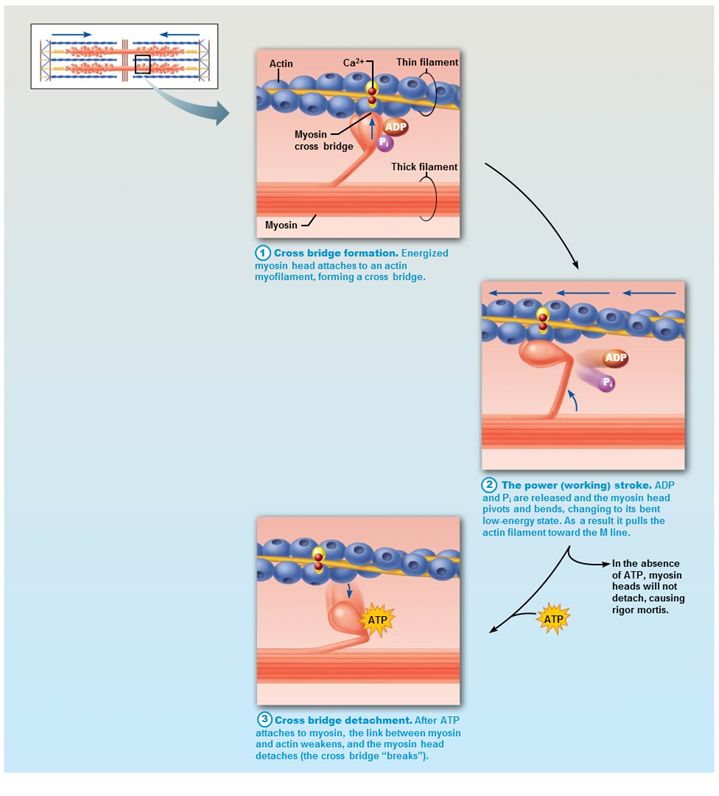 Actin
Ca2+
Thin filament
Myosin
cross bridge
ADP
Pi
Thick filament
Myosin
1 Cross bridge formation. Energized
myosin head attaches to an actin
myofilament, forming a cross bridge.
ADP
Pi
2 The power (working) stroke. ADP
and Pi are released and the myosin head
pivots and bends, changing to its bent
low-energy state. As a result it pulls the
actin filament toward the M line.
In the absence
of ATP, myosin
heads will not
detach, causing
rigor mortis.
ATP
ATP
3 Cross bridge detachment. After ATP
attaches to myosin, the link between myosin
and actin weakens, and the myosin head
detaches (the cross bridge “breaks”).